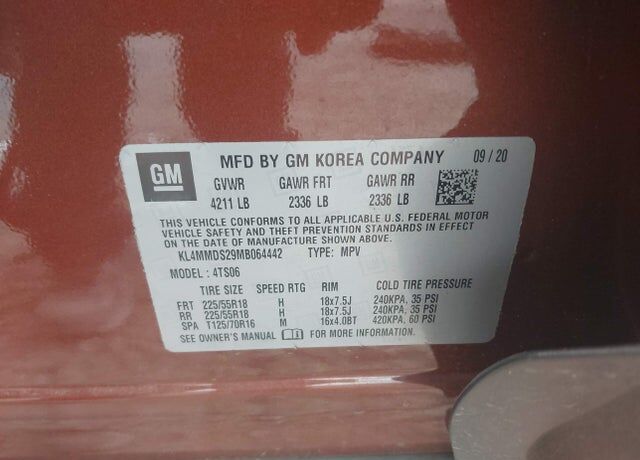 GM MFD BY GM KOREA COMPANY 09 / 20
GVWR GAWR FRT GAWR RR
4211 LB 2336 LB 2336 LB
THIS VEHICLE CONFORMS TO ALL APPLICABLE U.S. FEDERAL MOTOR
VEHICLE SAFETY AND THEFT PREVENTION STANDARDS IN EFFECT
ON THE DATE OF MANUFACTURE SHOWN ABOVE.
KL4MMDS29MB064442 TYPE: MPV
MODEL : 4TS06
TIRE SIZE SPEED RTG RIM COLD TIRE PRESSURE
FRT 225/55R18 H 18x7.5J 240KPA, 35 PSI
RR 225/55R18 H 18x7.5J 240KPA, 35 PSI
SPA T125/70R16 M 16x4.0BT 420KPA, 60 PSI
SEE OWNER'S MANUAL FOR MORE INFORMATION.